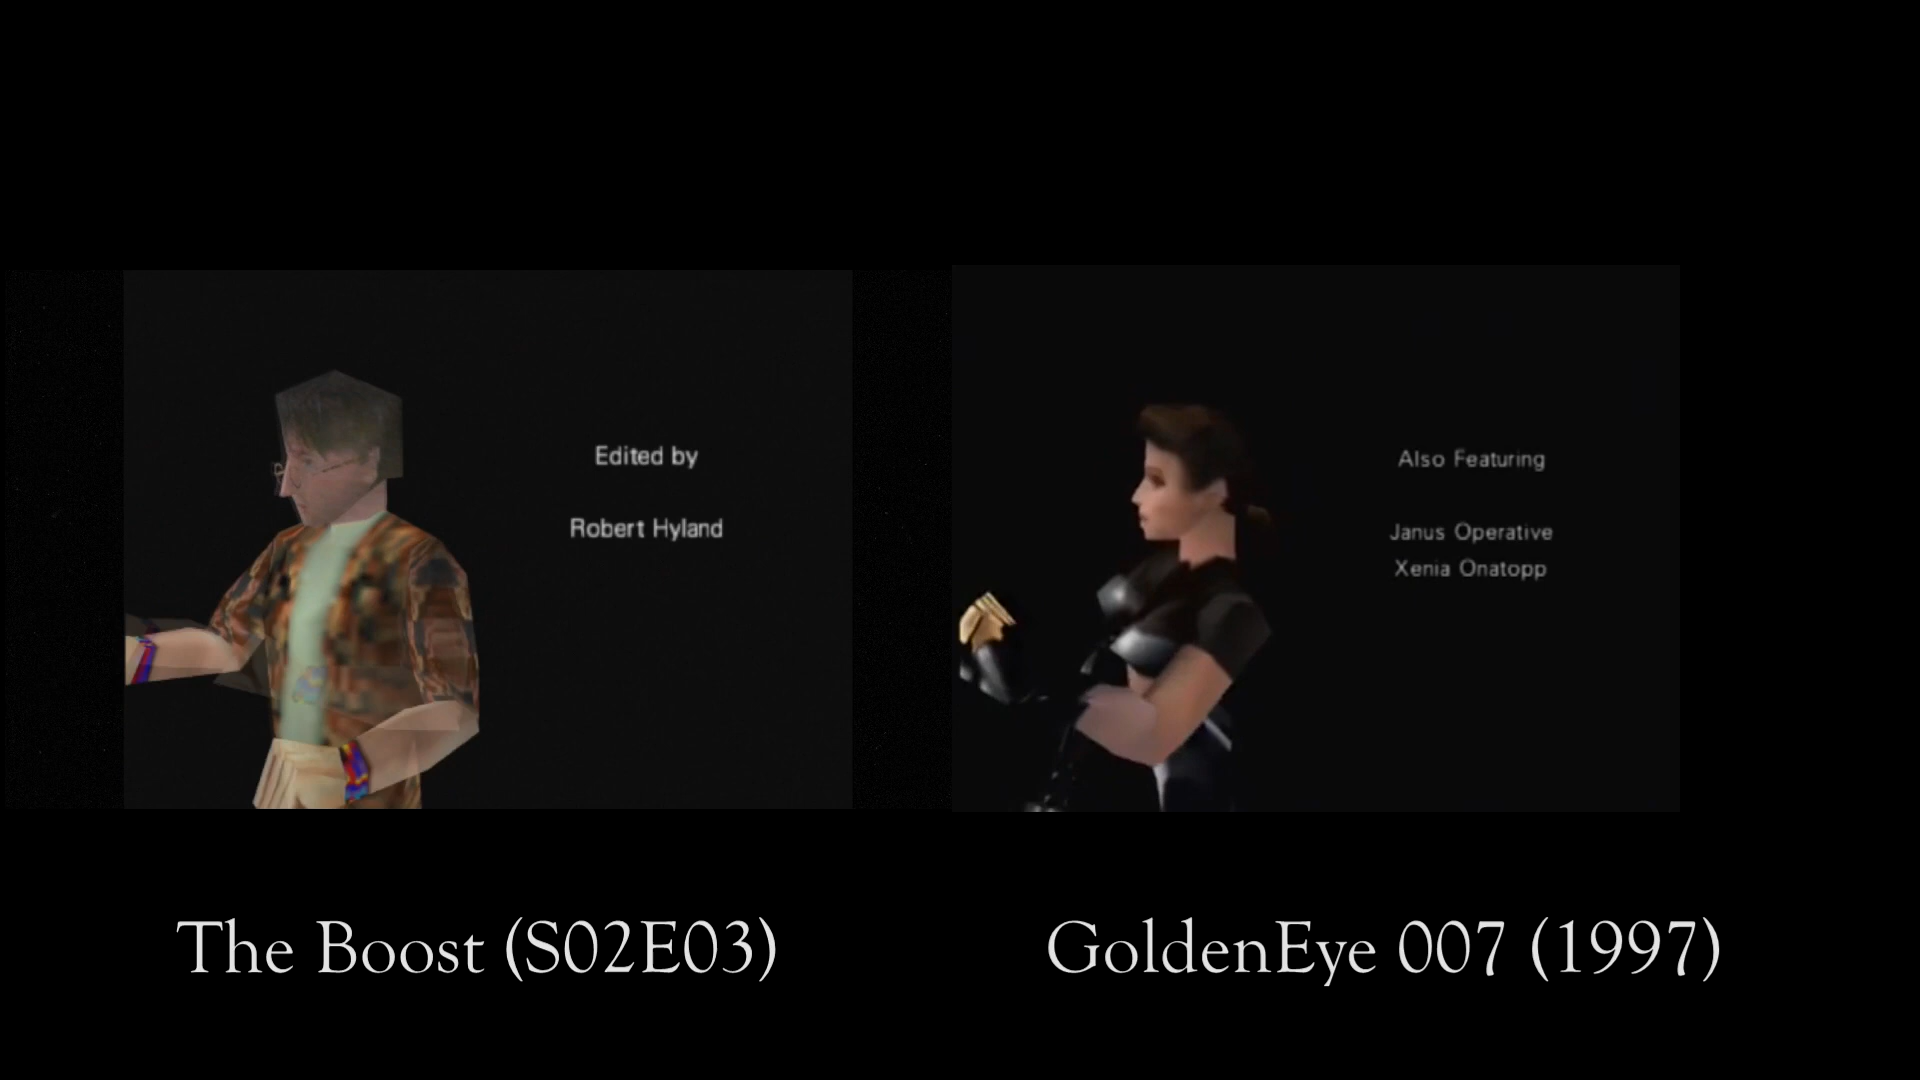 Edited by
Robert Hyland
Also Featuring
Janus Operative
Xenia Onatopp
The Boost (S02E03)
GoldenEye 007 (1997)